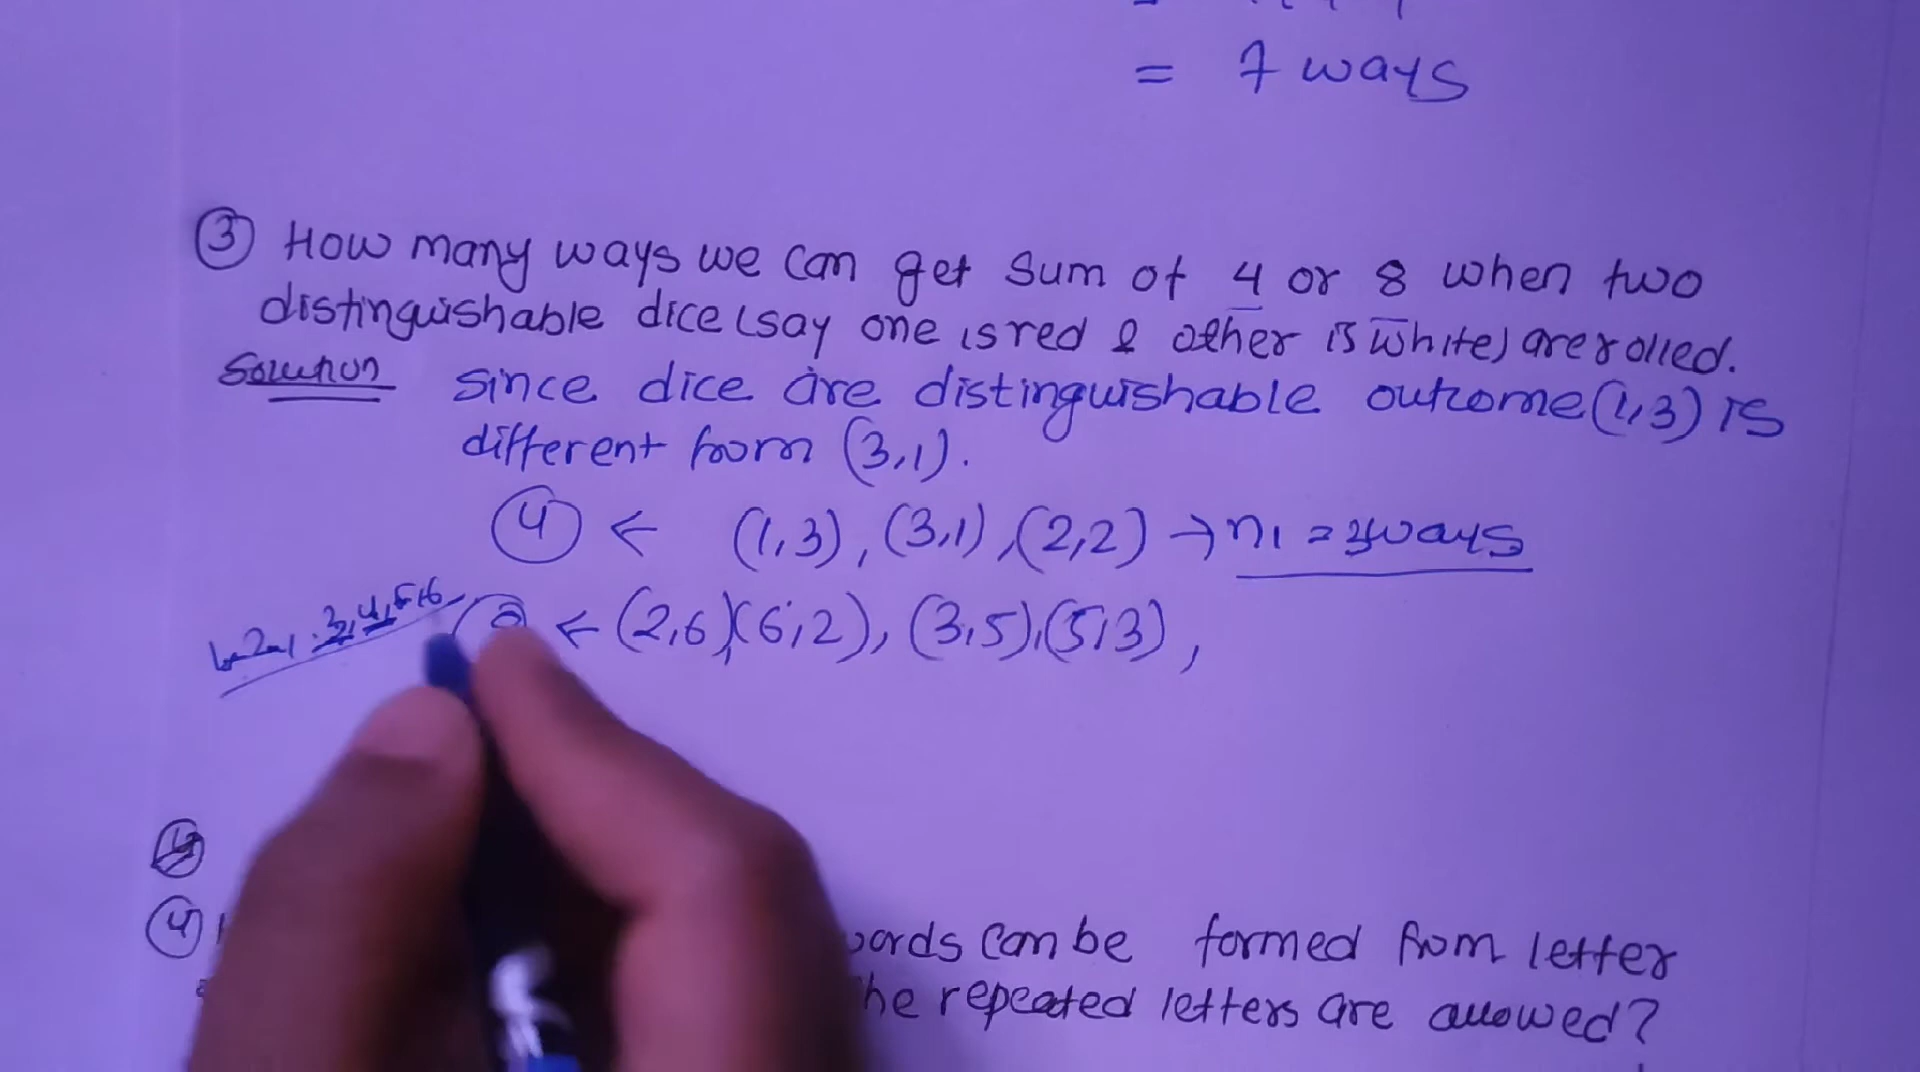 = 7 ways
③ How many ways we can get sum of 4 or 8 when two
distinguishable dice (say one is red & other is white) are rolled.
Solution Since dice are distinguishable outcome (1,3) is
different from (3,1).
④ ← (1,3), (3,1), (2,2) → n1 = 3 ways
← (2,6), (6,2), (3,5), (5,3),
④
words can be formed from letter
the repeated letters are allowed?